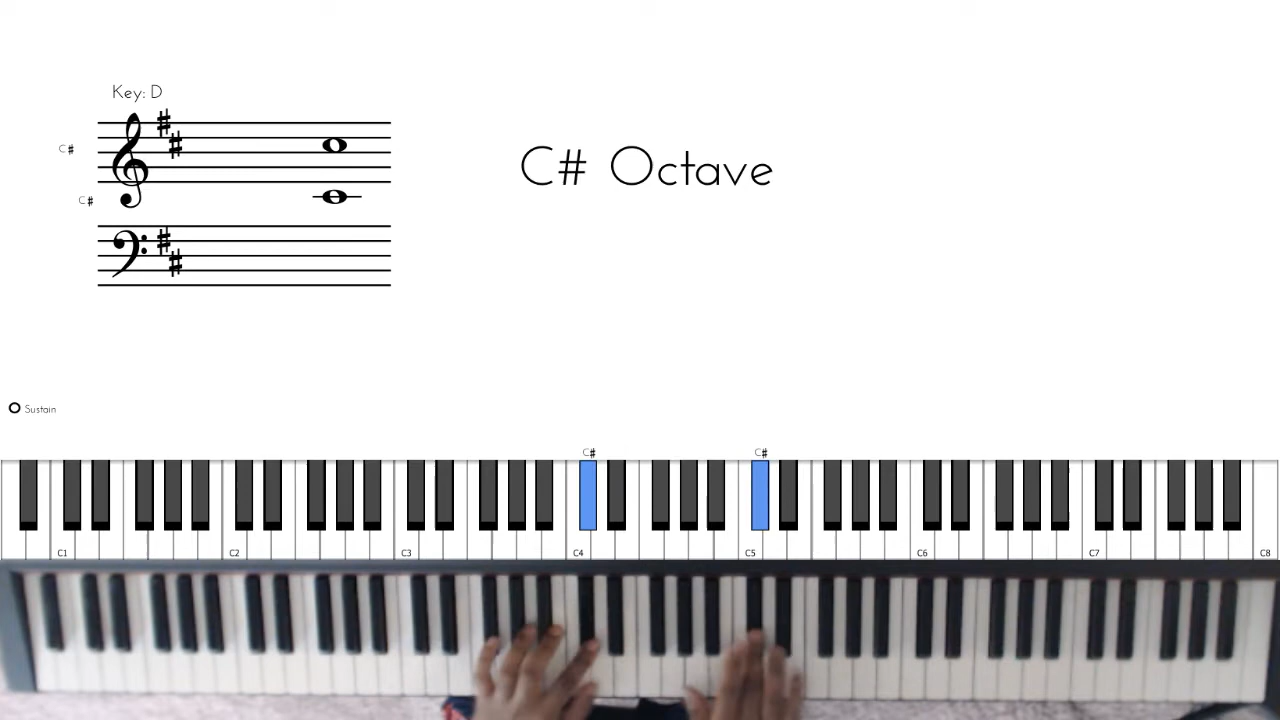 Key: D
C♯
C# Octave
C♯
Sustain
C♯ C♯
C1 C2 C3 C4 C5 C6 C7 C8